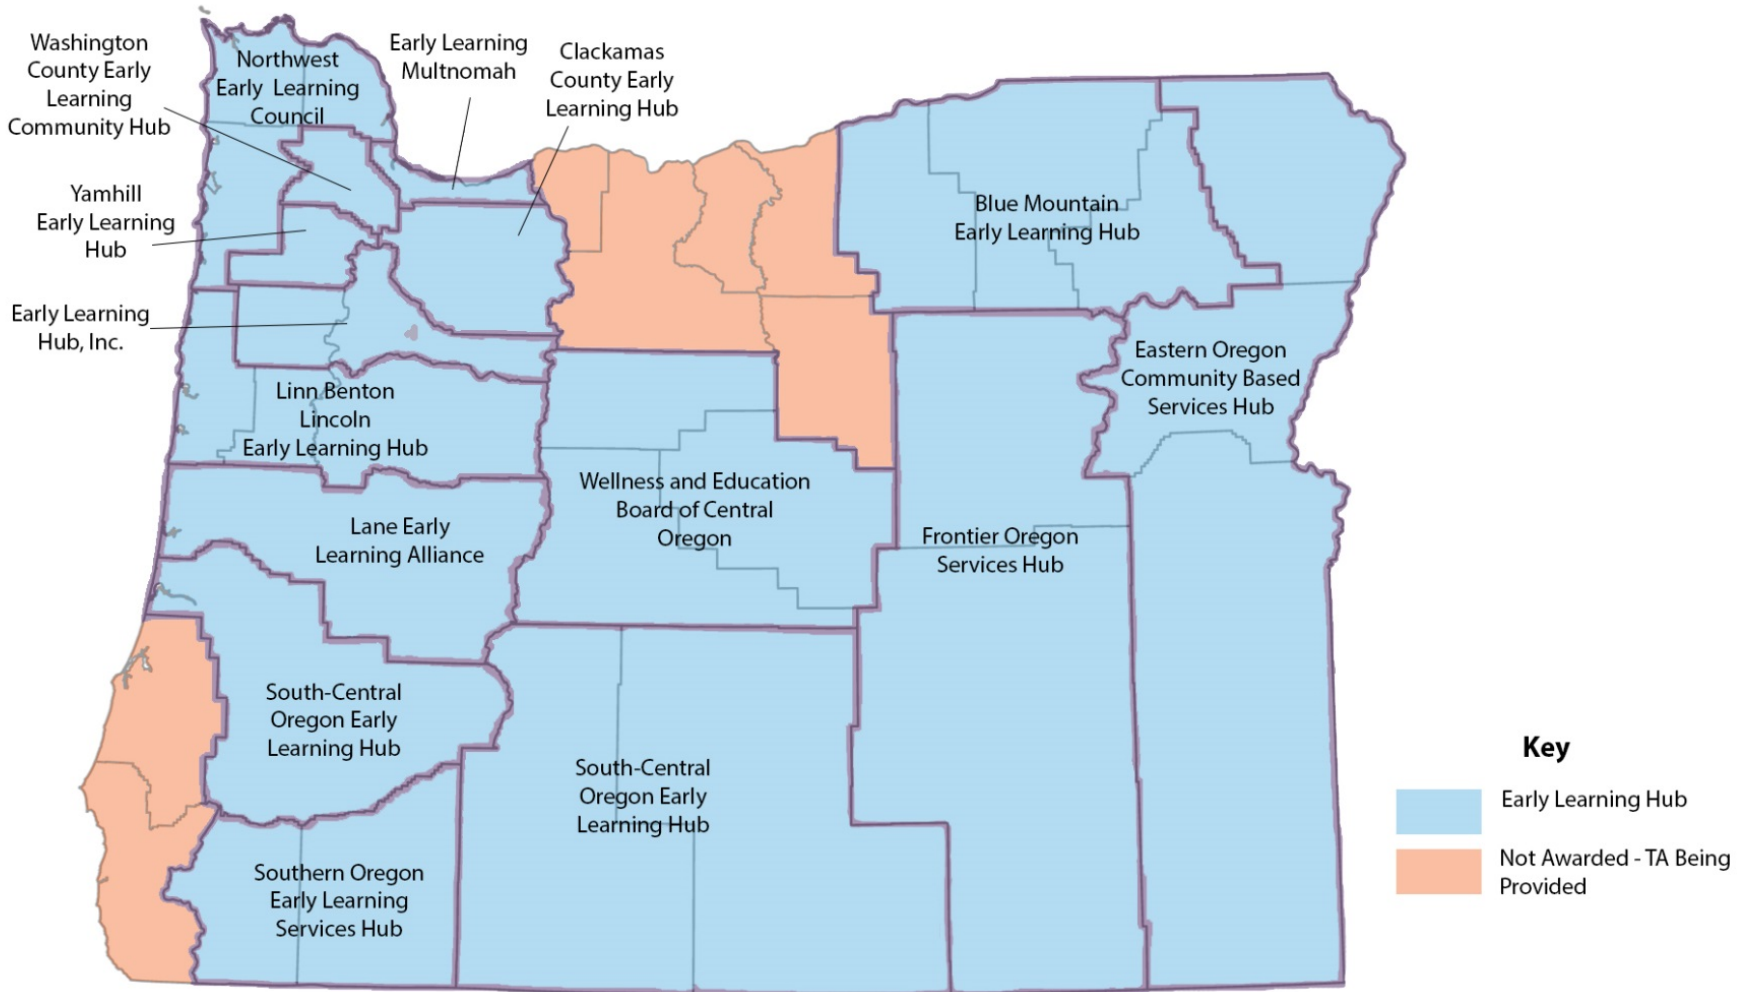 Washington
County Early
Learning
Community Hub
Northwest
Early Learning
Council
Early Learning
Multnomah
Clackamas
County Early
Learning Hub
Yamhill
Early Learning
Hub
Blue Mountain
Early Learning Hub
Early Learning
Hub, Inc.
Eastern Oregon
Community Based
Services Hub
Linn Benton
Lincoln
Early Learning Hub
Wellness and Education
Board of Central
Oregon
Lane Early
Learning Alliance
Frontier Oregon
Services Hub
South-Central
Oregon Early
Learning Hub
South-Central
Oregon Early
Learning Hub
Southern Oregon
Early Learning
Services Hub
Key
Early Learning Hub
Not Awarded - TA Being
Provided